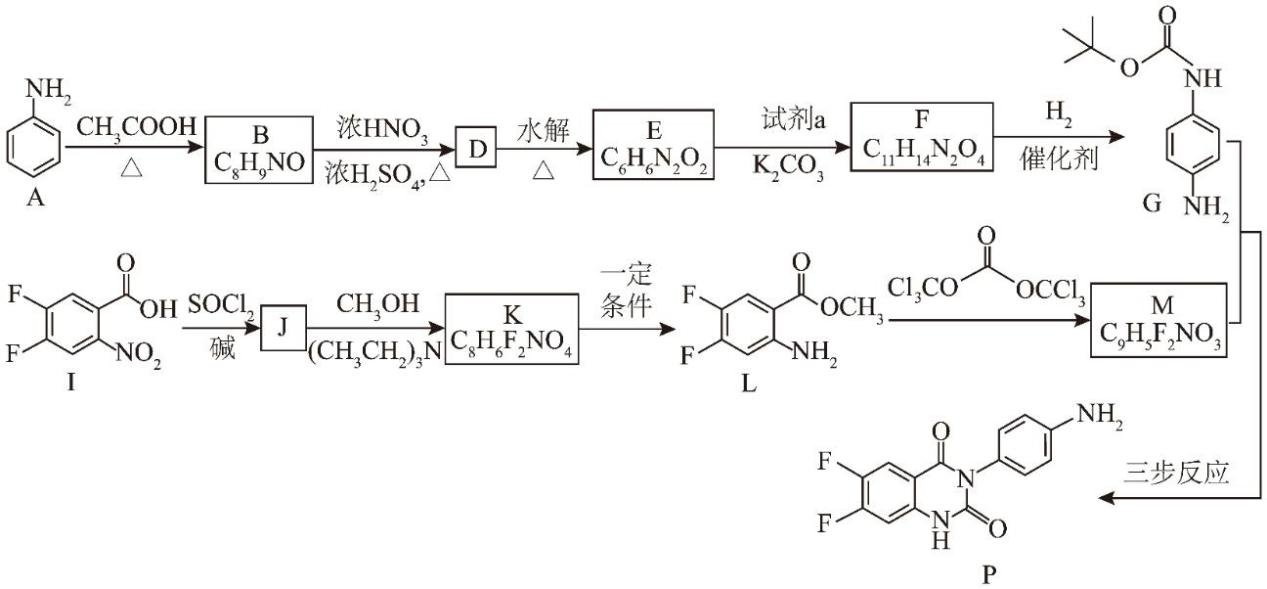 NH₂
A
CH₃COOH
△
B
C₈H₉NO
浓HNO₃
浓H₂SO₄,△
D
水解
△
E
C₆H₆N₂O₂
试剂a
K₂CO₃
F
C₁₁H₁₄N₂O₄
H₂
催化剂
O
O
NH
NH₂
G
F
F
O
OH
NO₂
I
SOCl₂
碱
J
CH₃OH
(CH₃CH₂)₃N
K
C₈H₆F₂NO₄
一定
条件
F
F
O
OCH₃
NH₂
L
O
Cl₃CO
OCCl₃
M
C₉H₅F₂NO₃
三步反应
F
F
O
N
N
H
O
NH₂
P